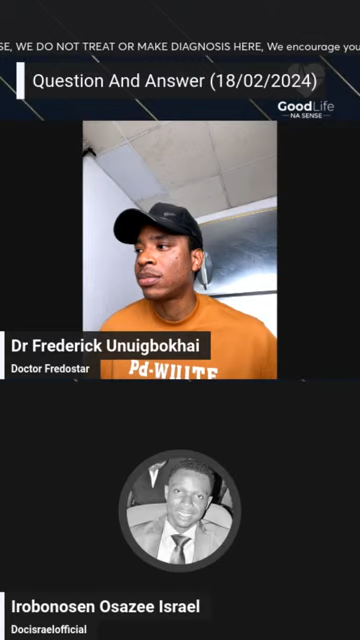 SE, WE DO NOT TREAT OR MAKE DIAGNOSIS HERE, We encourage you
Question And Answer (18/02/2024)
GoodLife
NA SENSE
Dr Frederick Unuigbokhai
Doctor Fredostar
Pd-WHITE
Irobonosen Osazee Israel
Docisraelofficial